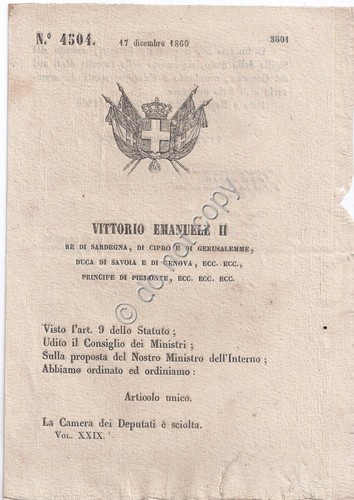 N.º 4504. 17 dicembre 1860 3601
VITTORIO EMANUELE II
RE DI SARDEGNA, DI CIPRO E DI GERUSALEMME,
DUCA DI SAVOIA E DI GENOVA, ECC. ECC.,
PRINCIPE DI PIEMONTE, ECC. ECC. ECC.
Visto l'art. 9 dello Statuto;
Udito il Consiglio dei Ministri;
Sulla proposta del Nostro Ministro dell'Interno;
Abbiamo ordinato ed ordiniamo:
Articolo unico.
La Camera dei Deputati è sciolta.
VOL. XXIX.
© do not copy